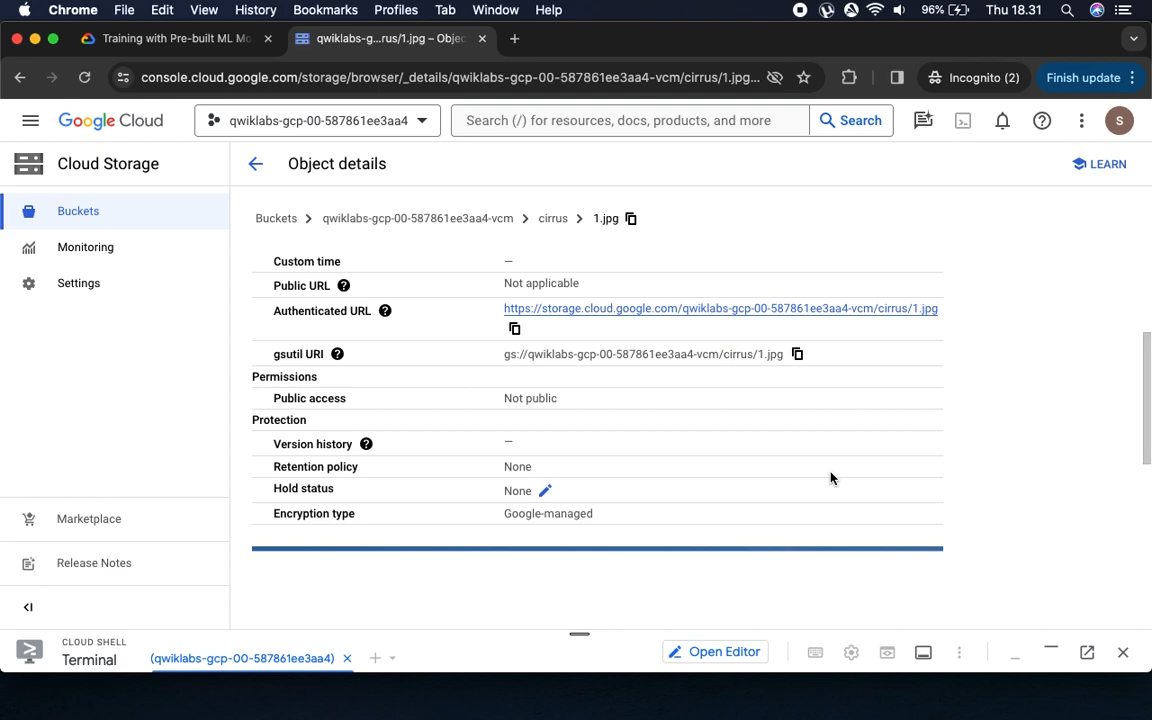 Chrome File Edit View History Bookmarks Profiles Tab Window Help 96% Thu 18.31
Training with Pre-built ML Mo qwiklabs-g...rus/1.jpg – Objec
console.cloud.google.com/storage/browser/_details/qwiklabs-gcp-00-587861ee3aa4-vcm/cirrus/1.jpg... Incognito (2) Finish update
Google Cloud qwiklabs-gcp-00-587861ee3aa4 Search (/) for resources, docs, products, and more Search S
Cloud Storage Object details LEARN
Buckets
Monitoring
Settings
Marketplace
Release Notes
Buckets qwiklabs-gcp-00-587861ee3aa4-vcm cirrus 1.jpg
Custom time —
Public URL Not applicable
Authenticated URL https://storage.cloud.google.com/qwiklabs-gcp-00-587861ee3aa4-vcm/cirrus/1.jpg
gsutil URI gs://qwiklabs-gcp-00-587861ee3aa4-vcm/cirrus/1.jpg
Permissions
Public access Not public
Protection
Version history —
Retention policy None
Hold status None
Encryption type Google-managed
CLOUD SHELL
Terminal (qwiklabs-gcp-00-587861ee3aa4) Open Editor